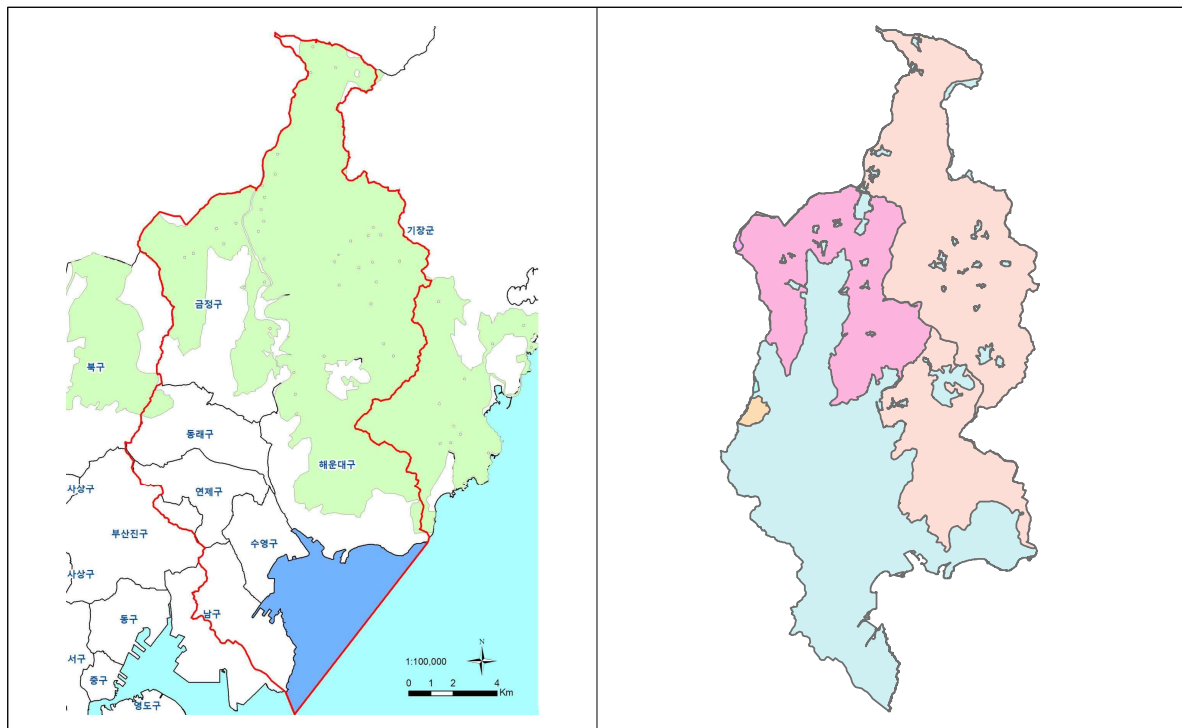 기장군
금정구
북구
동래구
해운대구
사상구
연제구
부산진구
수영구
사상구
남구
동구
서구
중구
영도구
N
1:100,000
0 2 4
Km